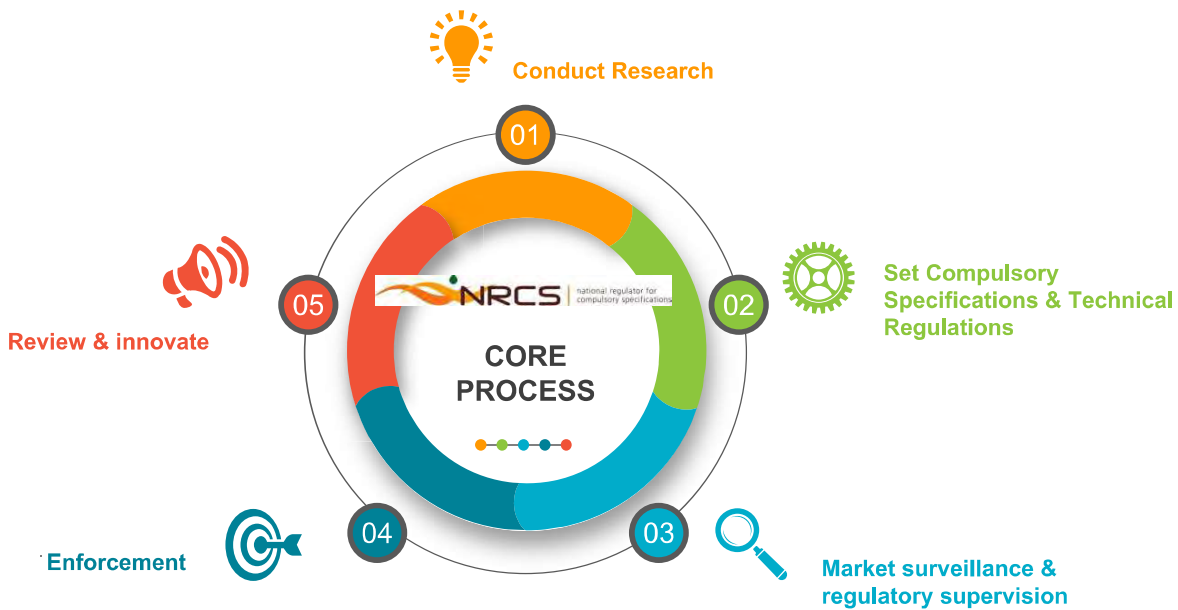 Conduct Research
01
02
Set Compulsory
Specifications & Technical
Regulations
03
Market surveillance &
regulatory supervision
04
Enforcement
05
Review & innovate
NRCS
national regulator for
compulsory specifications
CORE
PROCESS